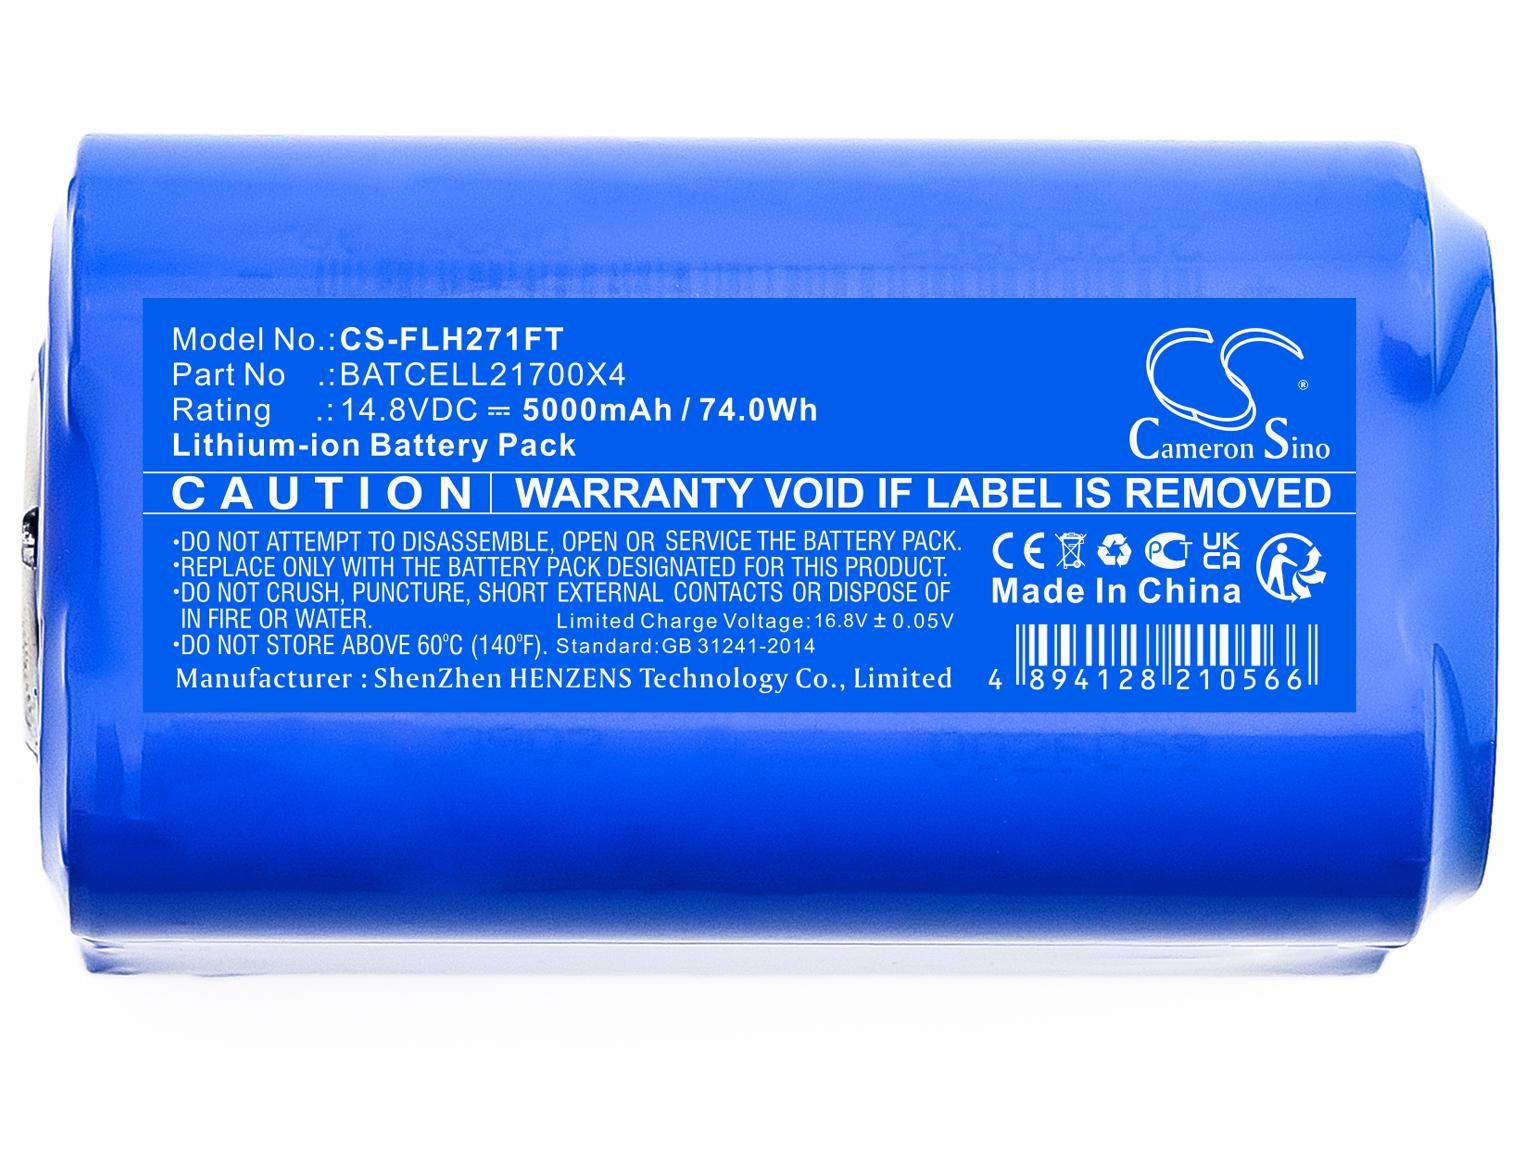 Model No.:CS-FLH271FT
Part No .:BATCELL21700X4
Rating .:14.8VDC ⎓ 5000mAh / 74.0Wh
Lithium-ion Battery Pack
®
Cameron Sino
CAUTION WARRANTY VOID IF LABEL IS REMOVED
•DO NOT ATTEMPT TO DISASSEMBLE, OPEN OR SERVICE THE BATTERY PACK.
•REPLACE ONLY WITH THE BATTERY PACK DESIGNATED FOR THIS PRODUCT.
•DO NOT CRUSH, PUNCTURE, SHORT EXTERNAL CONTACTS OR DISPOSE OF
IN FIRE OR WATER.
Limited Charge Voltage:16.8V ± 0.05V
•DO NOT STORE ABOVE 60°C (140°F).
Standard:GB 31241-2014
Manufacturer : ShenZhen HENZENS Technology Co., Limited
CE PCT UK CA
Made In China
4 894128 210566